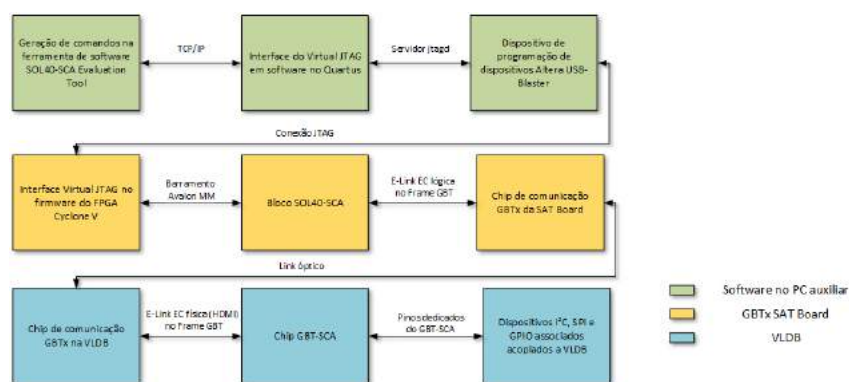 Geração de comandos na
ferramenta de software
SOL40-SCA Evaluation
Tool
TCP/IP
Interface do Virtual JTAG
em software no Quartus
Servidor jtagd
Dispositivo de
programação de
dispositivos Altera USB-
Blaster
Conexão JTAG
Interface Virtual JTAG no
firmware do FPGA
Cyclone V
Barramento
Avalon MM
Bloco SOL40-SCA
E-Link EC lógica
no Frame GBT
Chip de comunicação
GBTx da SAT Board
Link óptico
Chip de comunicação
GBTx na VLDB
E-Link EC física (HDMI)
no Frame GBT
Chip GBT-SCA
Pinos dedicados
do GBT-SCA
Dispositivos I²C, SPI e
GPIO associados
acoplados a VLDB
Software no PC auxiliar
GBTx SAT Board
VLDB